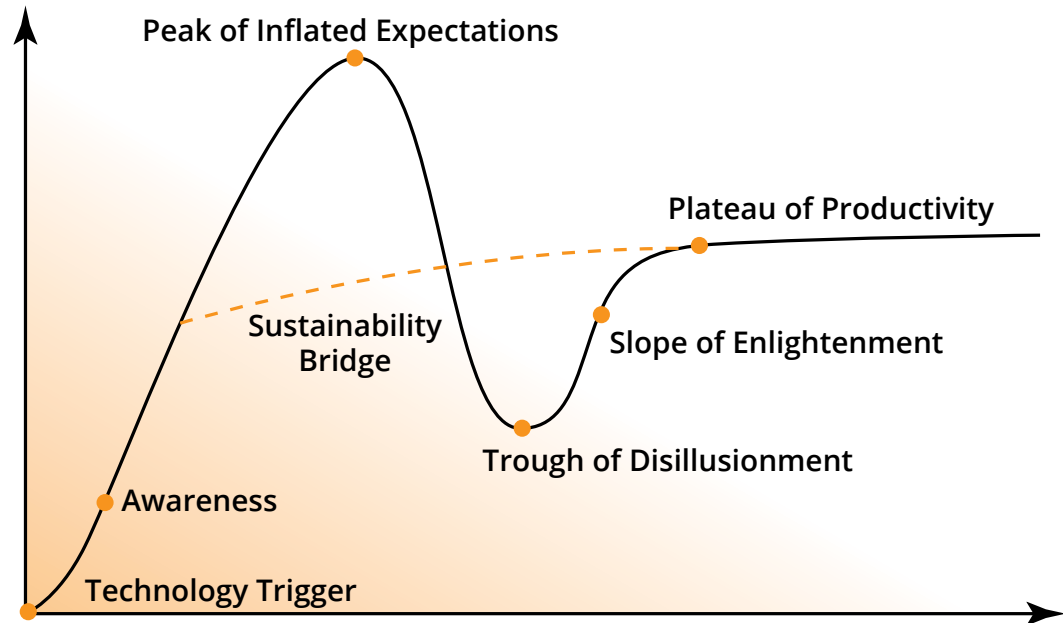 Peak of Inflated Expectations
Plateau of Productivity
Sustainability
Bridge
Slope of Enlightenment
Trough of Disillusionment
Awareness
Technology Trigger